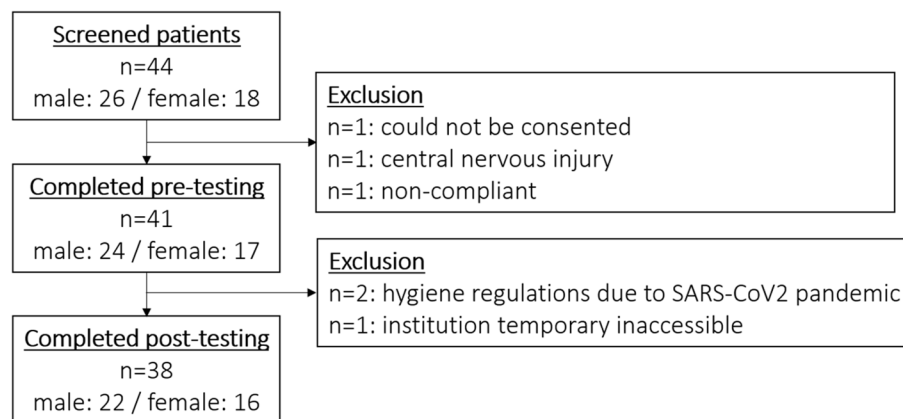 Screened patients
n=44
male: 26 / female: 18
Exclusion
n=1: could not be consented
n=1: central nervous injury
n=1: non-compliant
Completed pre-testing
n=41
male: 24 / female: 17
Exclusion
n=2: hygiene regulations due to SARS-CoV2 pandemic
n=1: institution temporary inaccessible
Completed post-testing
n=38
male: 22 / female: 16